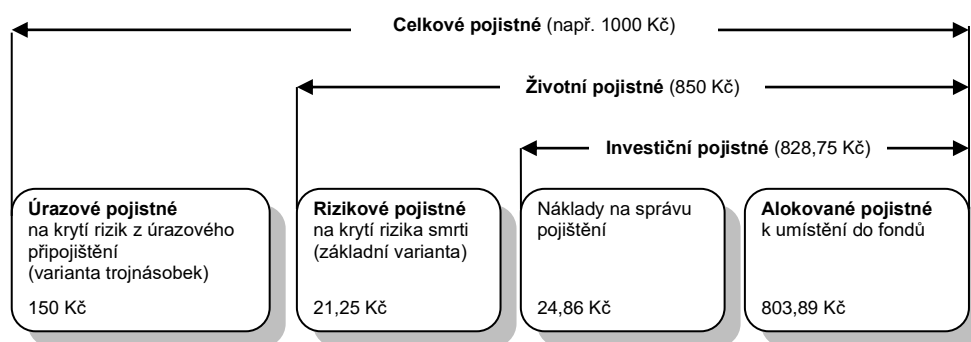 Celkové pojistné (např. 1000 Kč)
Životní pojistné (850 Kč)
Investiční pojistné (828,75 Kč)
Úrazové pojistné
na krytí rizik z úrazového
připojištění
(varianta trojnásobek)
150 Kč
Rizikové pojistné
na krytí rizika smrti
(základní varianta)
21,25 Kč
Náklady na správu
pojištění
24,86 Kč
Alokované pojistné
k umístění do fondů
803,89 Kč